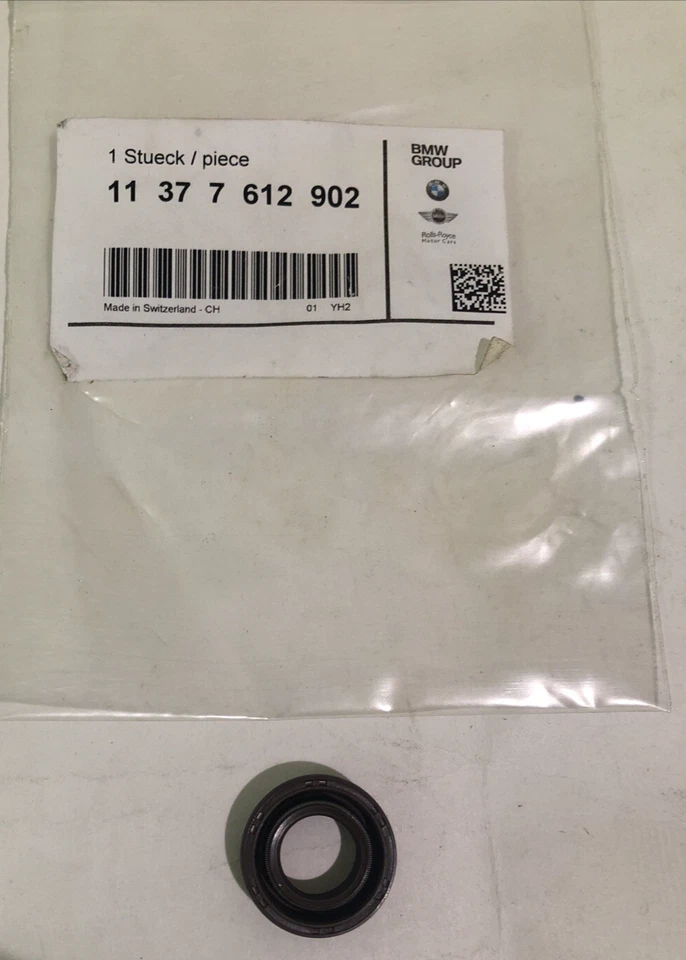 1 Stueck / piece
11 37 7 612 902
Made in Switzerland - CH 01 YH2
BMW
GROUP
Rolls-Royce
Motor Cars